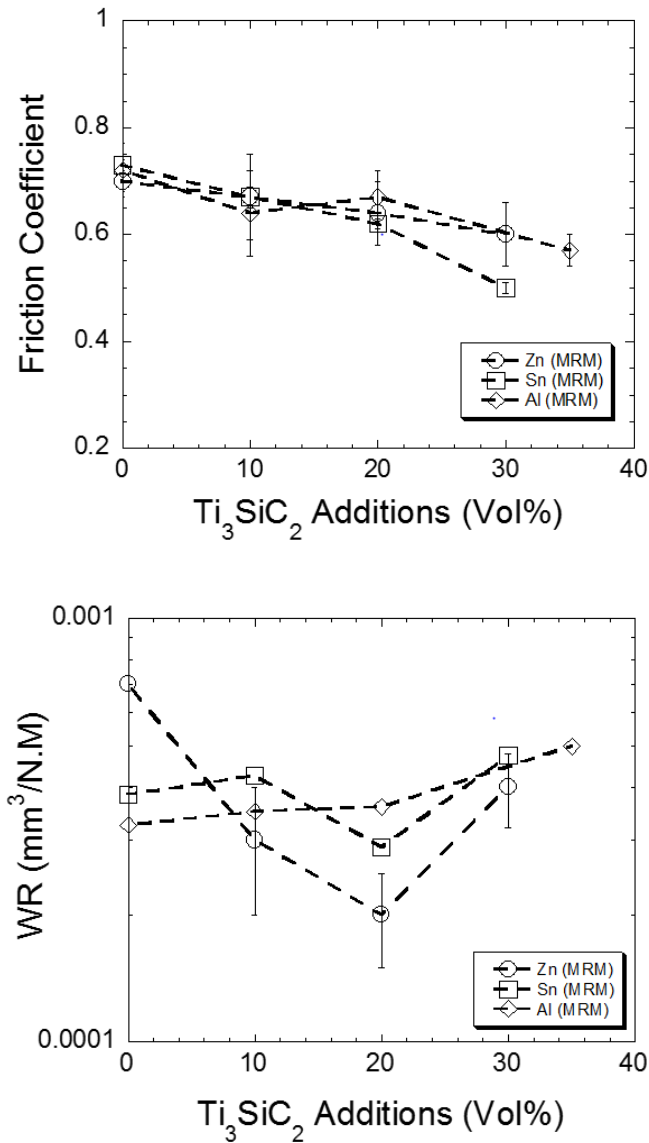 1
0.8
0.6
0.4
0.2
0 10 20 30 40
Friction Coefficient
Ti₃SiC₂ Additions (Vol%)
Zn (MRM)
Sn (MRM)
Al (MRM)
0.001
0.0001
0 10 20 30 40
WR (mm³/N.M)
Ti₃SiC₂ Additions (Vol%)
Zn (MRM)
Sn (MRM)
Al (MRM)